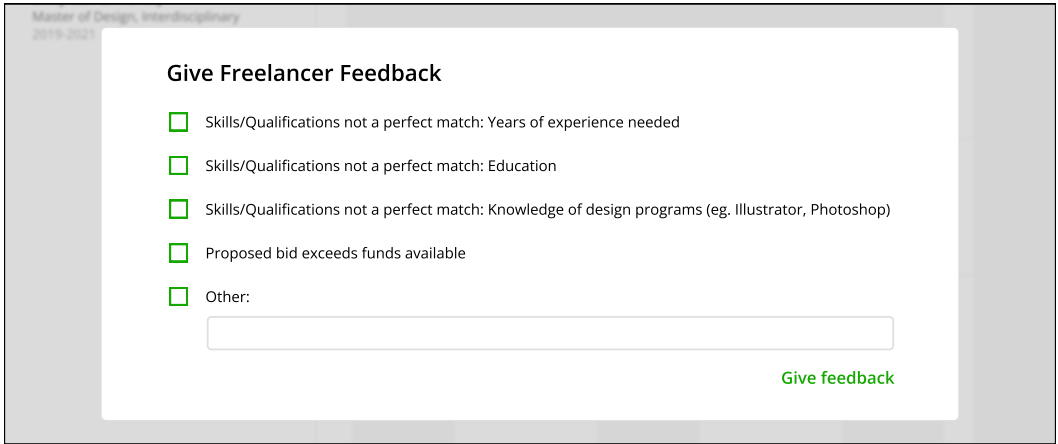 Master of Design, Interdisciplinary
2019-2021
Give Freelancer Feedback
Skills/Qualifications not a perfect match: Years of experience needed
Skills/Qualifications not a perfect match: Education
Skills/Qualifications not a perfect match: Knowledge of design programs (eg. Illustrator, Photoshop)
Proposed bid exceeds funds available
Other:
Give feedback